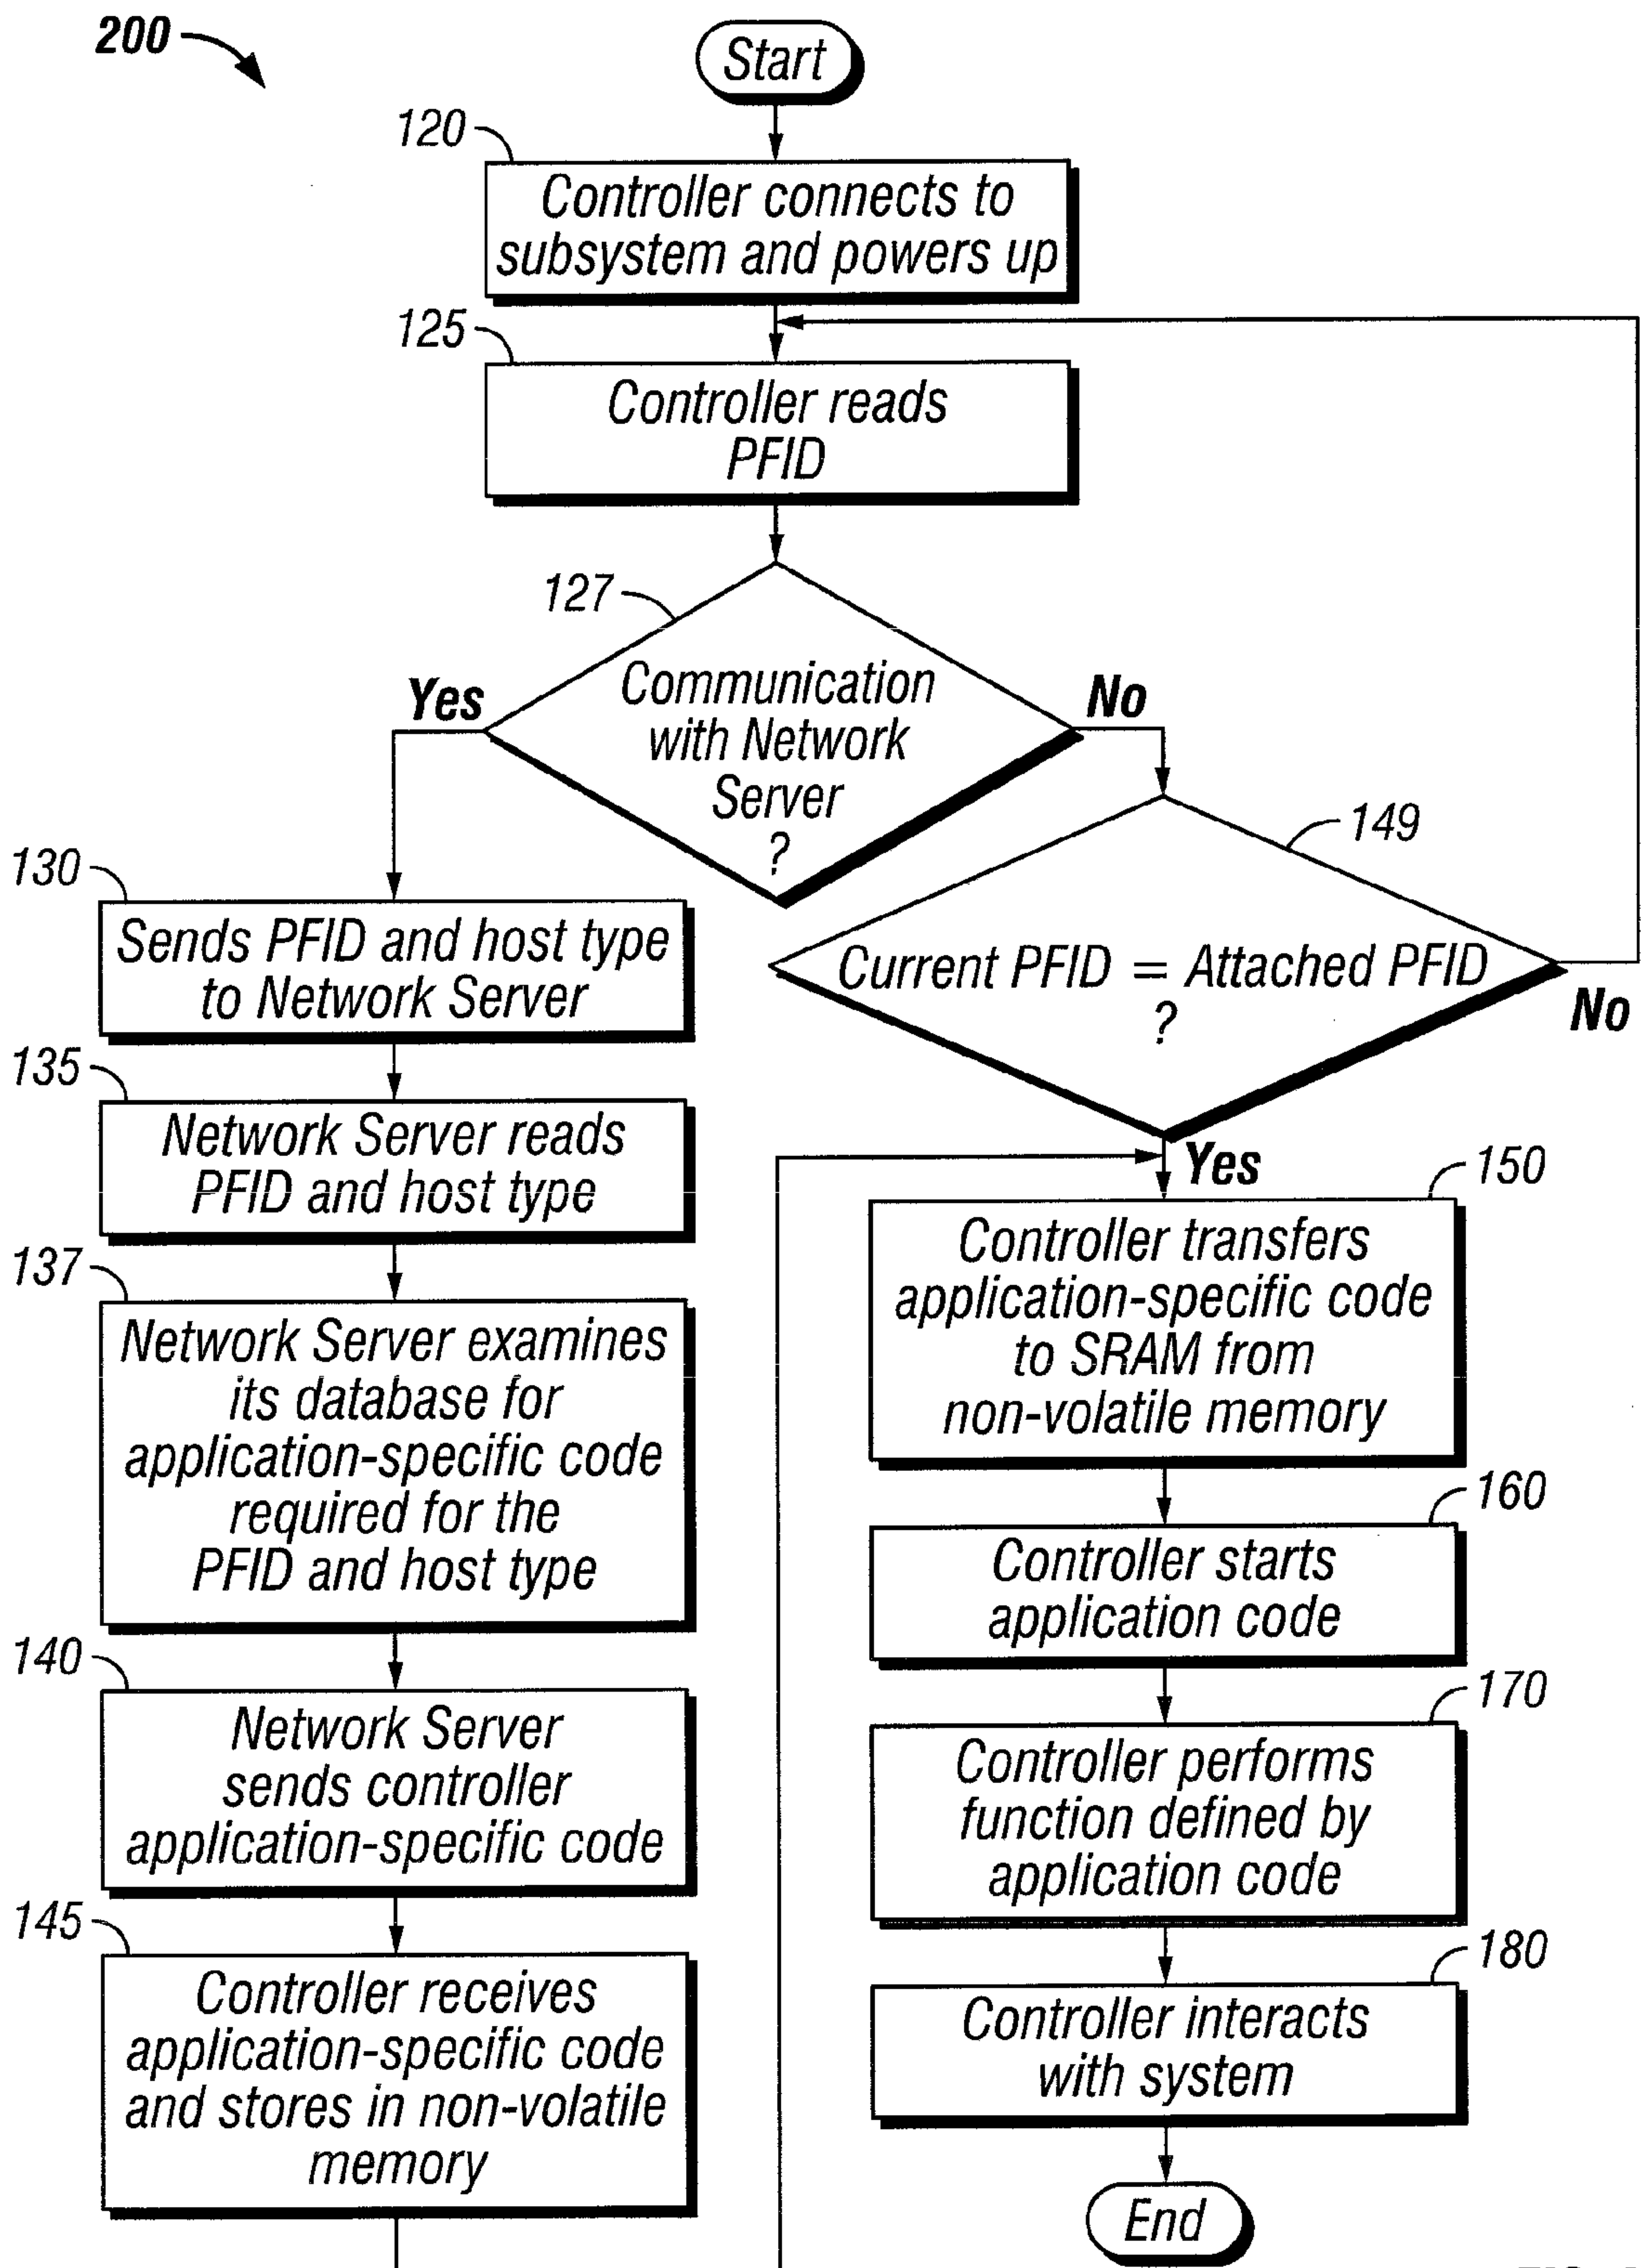 200
Start
120
Controller connects to
subsystem and powers up
125
Controller reads
PFID
127
Communication
with Network
Server
?
Yes
No
149
Current PFID = Attached PFID
?
No
Yes
130
Sends PFID and host type
to Network Server
135
Network Server reads
PFID and host type
137
Network Server examines
its database for
application-specific code
required for the
PFID and host type
140
Network Server
sends controller
application-specific code
145
Controller receives
application-specific code
and stores in non-volatile
memory
150
Controller transfers
application-specific code
to SRAM from
non-volatile memory
160
Controller starts
application code
170
Controller performs
function defined by
application code
180
Controller interacts
with system
End